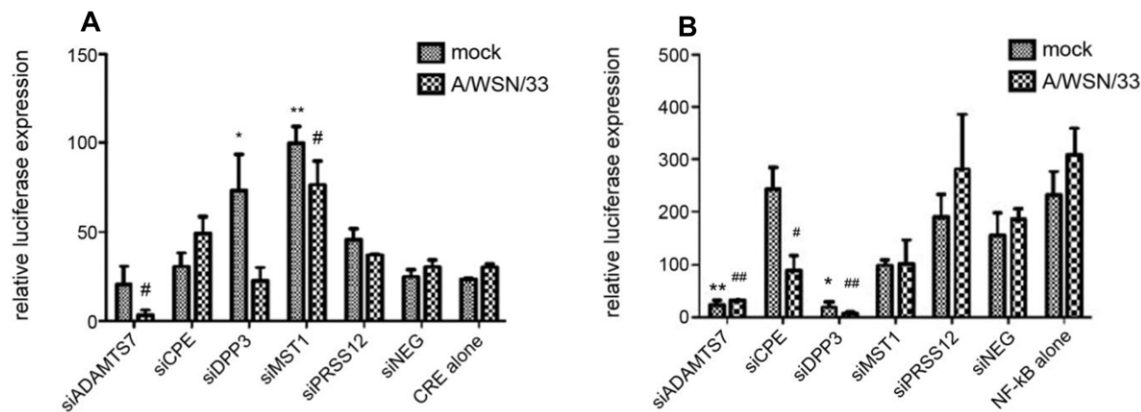 A
relative luciferase expression
150
100
50
0
mock
A/WSN/33
*
**
#
#
siADAMTS7
siCPE
siDPP3
siMST1
siPRSS12
siNEG
CRE alone
B
relative luciferase expression
500
400
300
200
100
0
mock
A/WSN/33
**
##
#
*
##
siADAMTS7
siCPE
siDPP3
siMST1
siPRSS12
siNEG
NF-kB alone